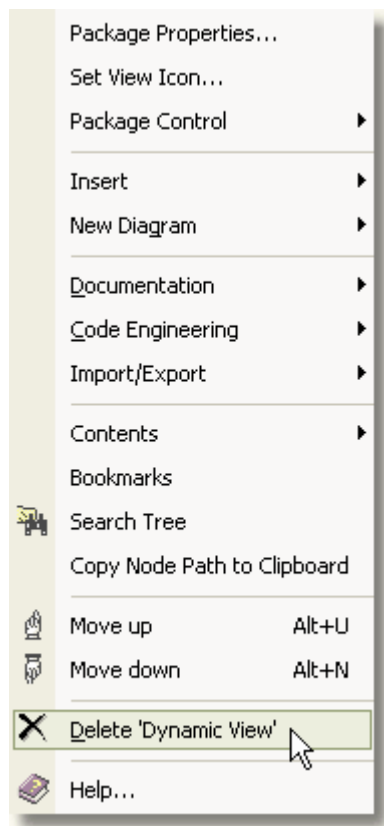 Package Properties...
Set View Icon...
Package Control
Insert
New Diagram
Documentation
Code Engineering
Import/Export
Contents
Bookmarks
Search Tree
Copy Node Path to Clipboard
Move up Alt+U
Move down Alt+N
Delete 'Dynamic View'
Help...